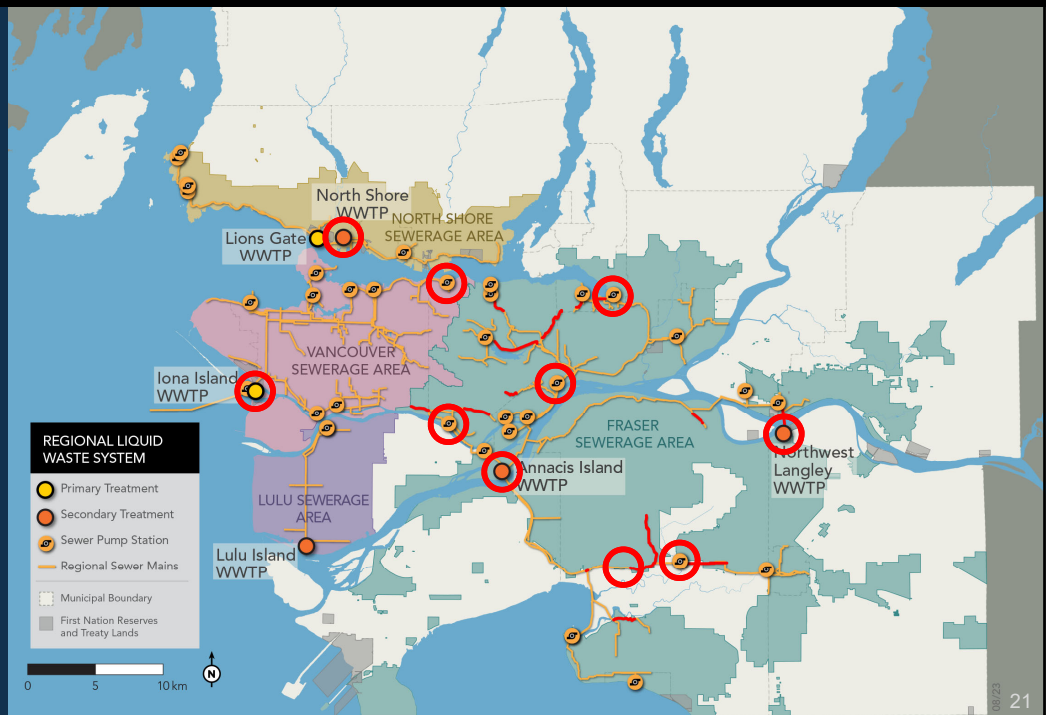 North Shore
WWTP
NORTH SHORE
SEWERAGE AREA
Lions Gate
WWTP
VANCOUVER
SEWERAGE AREA
Iona Island
WWTP
FRASER
SEWERAGE AREA
Northwest
Langley
WWTP
Annacis Island
WWTP
LULU SEWERAGE
AREA
Lulu Island
WWTP
REGIONAL LIQUID
WASTE SYSTEM
Primary Treatment
Secondary Treatment
Sewer Pump Station
Regional Sewer Mains
Municipal Boundary
First Nation Reserves
and Treaty Lands
0 5 10 km
N
08/23
21